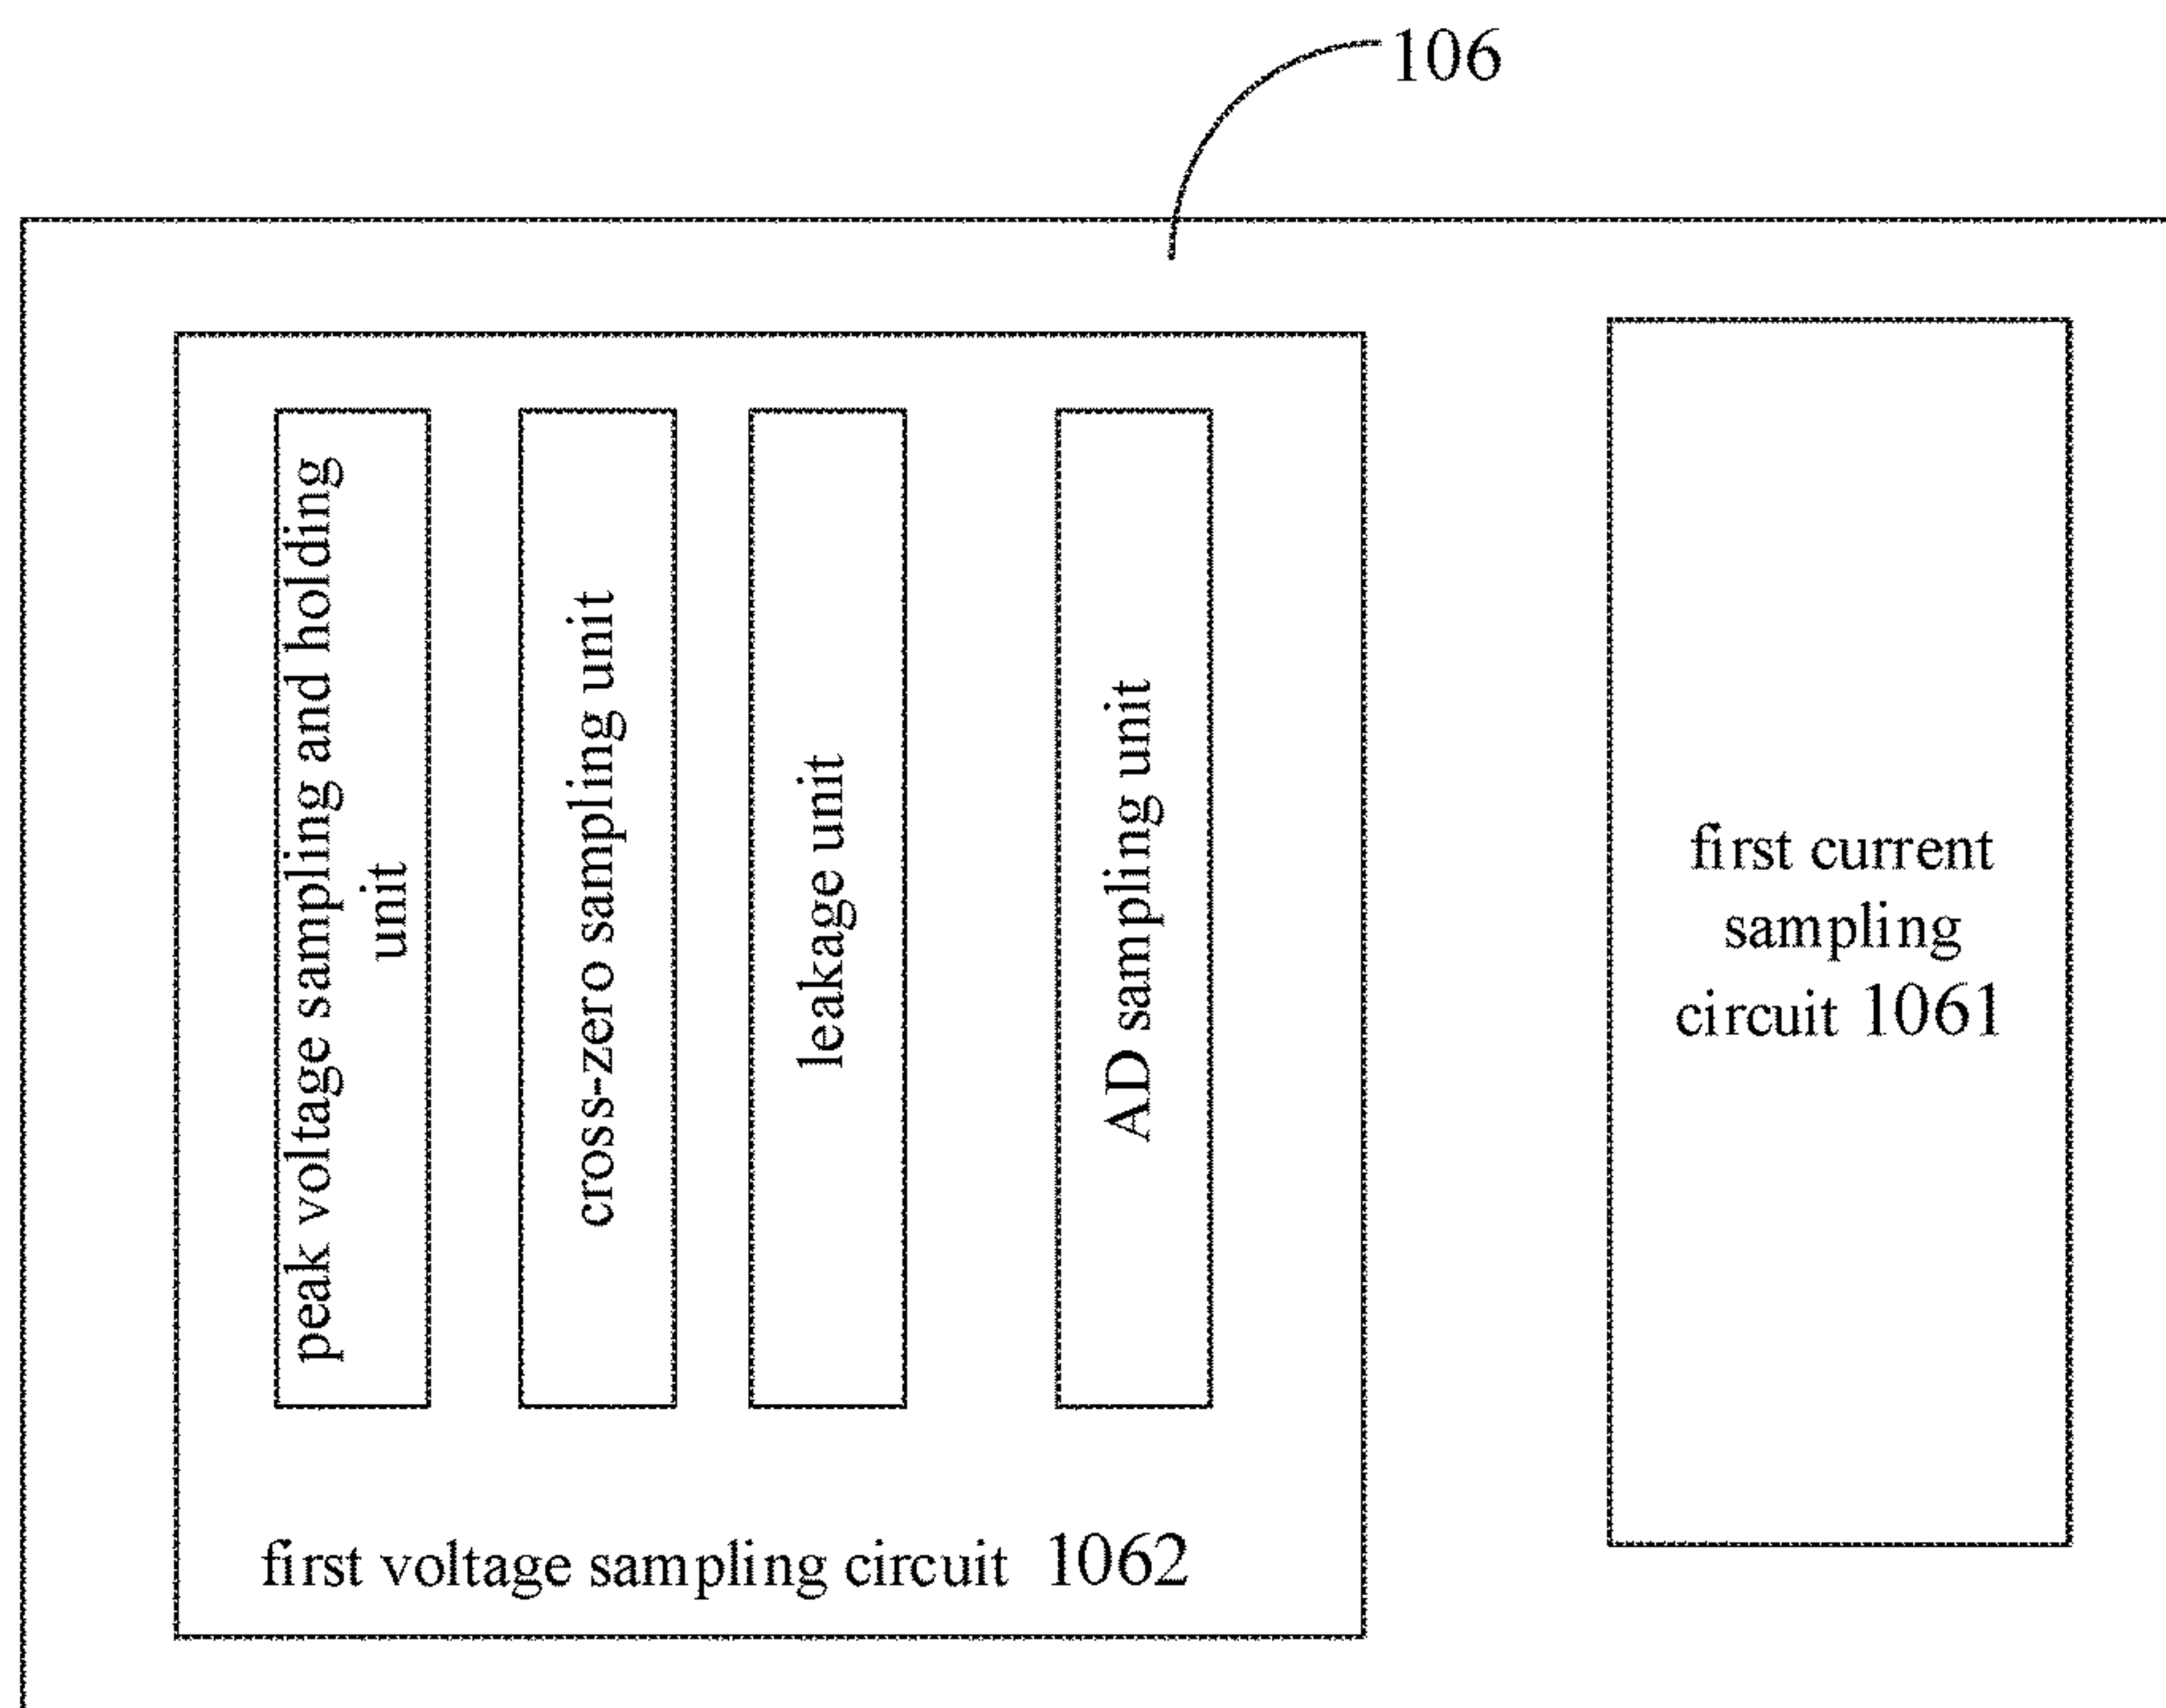 106
peak voltage sampling and holding
unit
cross-zero sampling unit
leakage unit
AD sampling unit
first voltage sampling circuit 1062
first current
sampling
circuit 1061